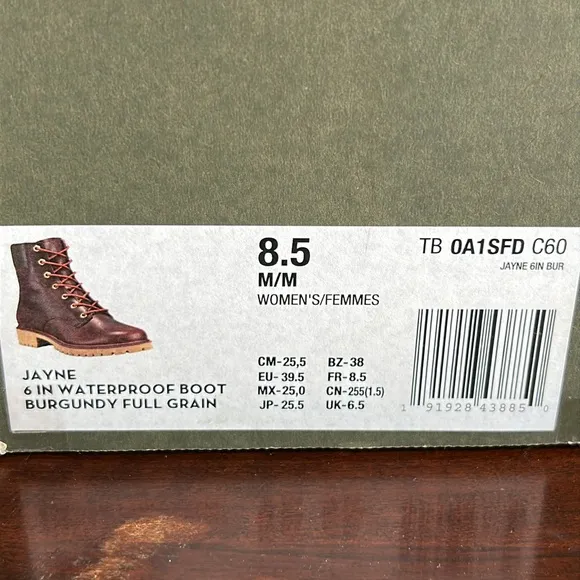 8.5
M/M
WOMEN'S/FEMMES
TB 0A1SFD C60
JAYNE 6IN BUR
JAYNE
6 IN WATERPROOF BOOT
BURGUNDY FULL GRAIN
CM-25,5 BZ-38
EU-39.5 FR-8.5
MX-25,0 CN-255(1.5)
JP-25.5 UK-6.5
1 91928 43885 0